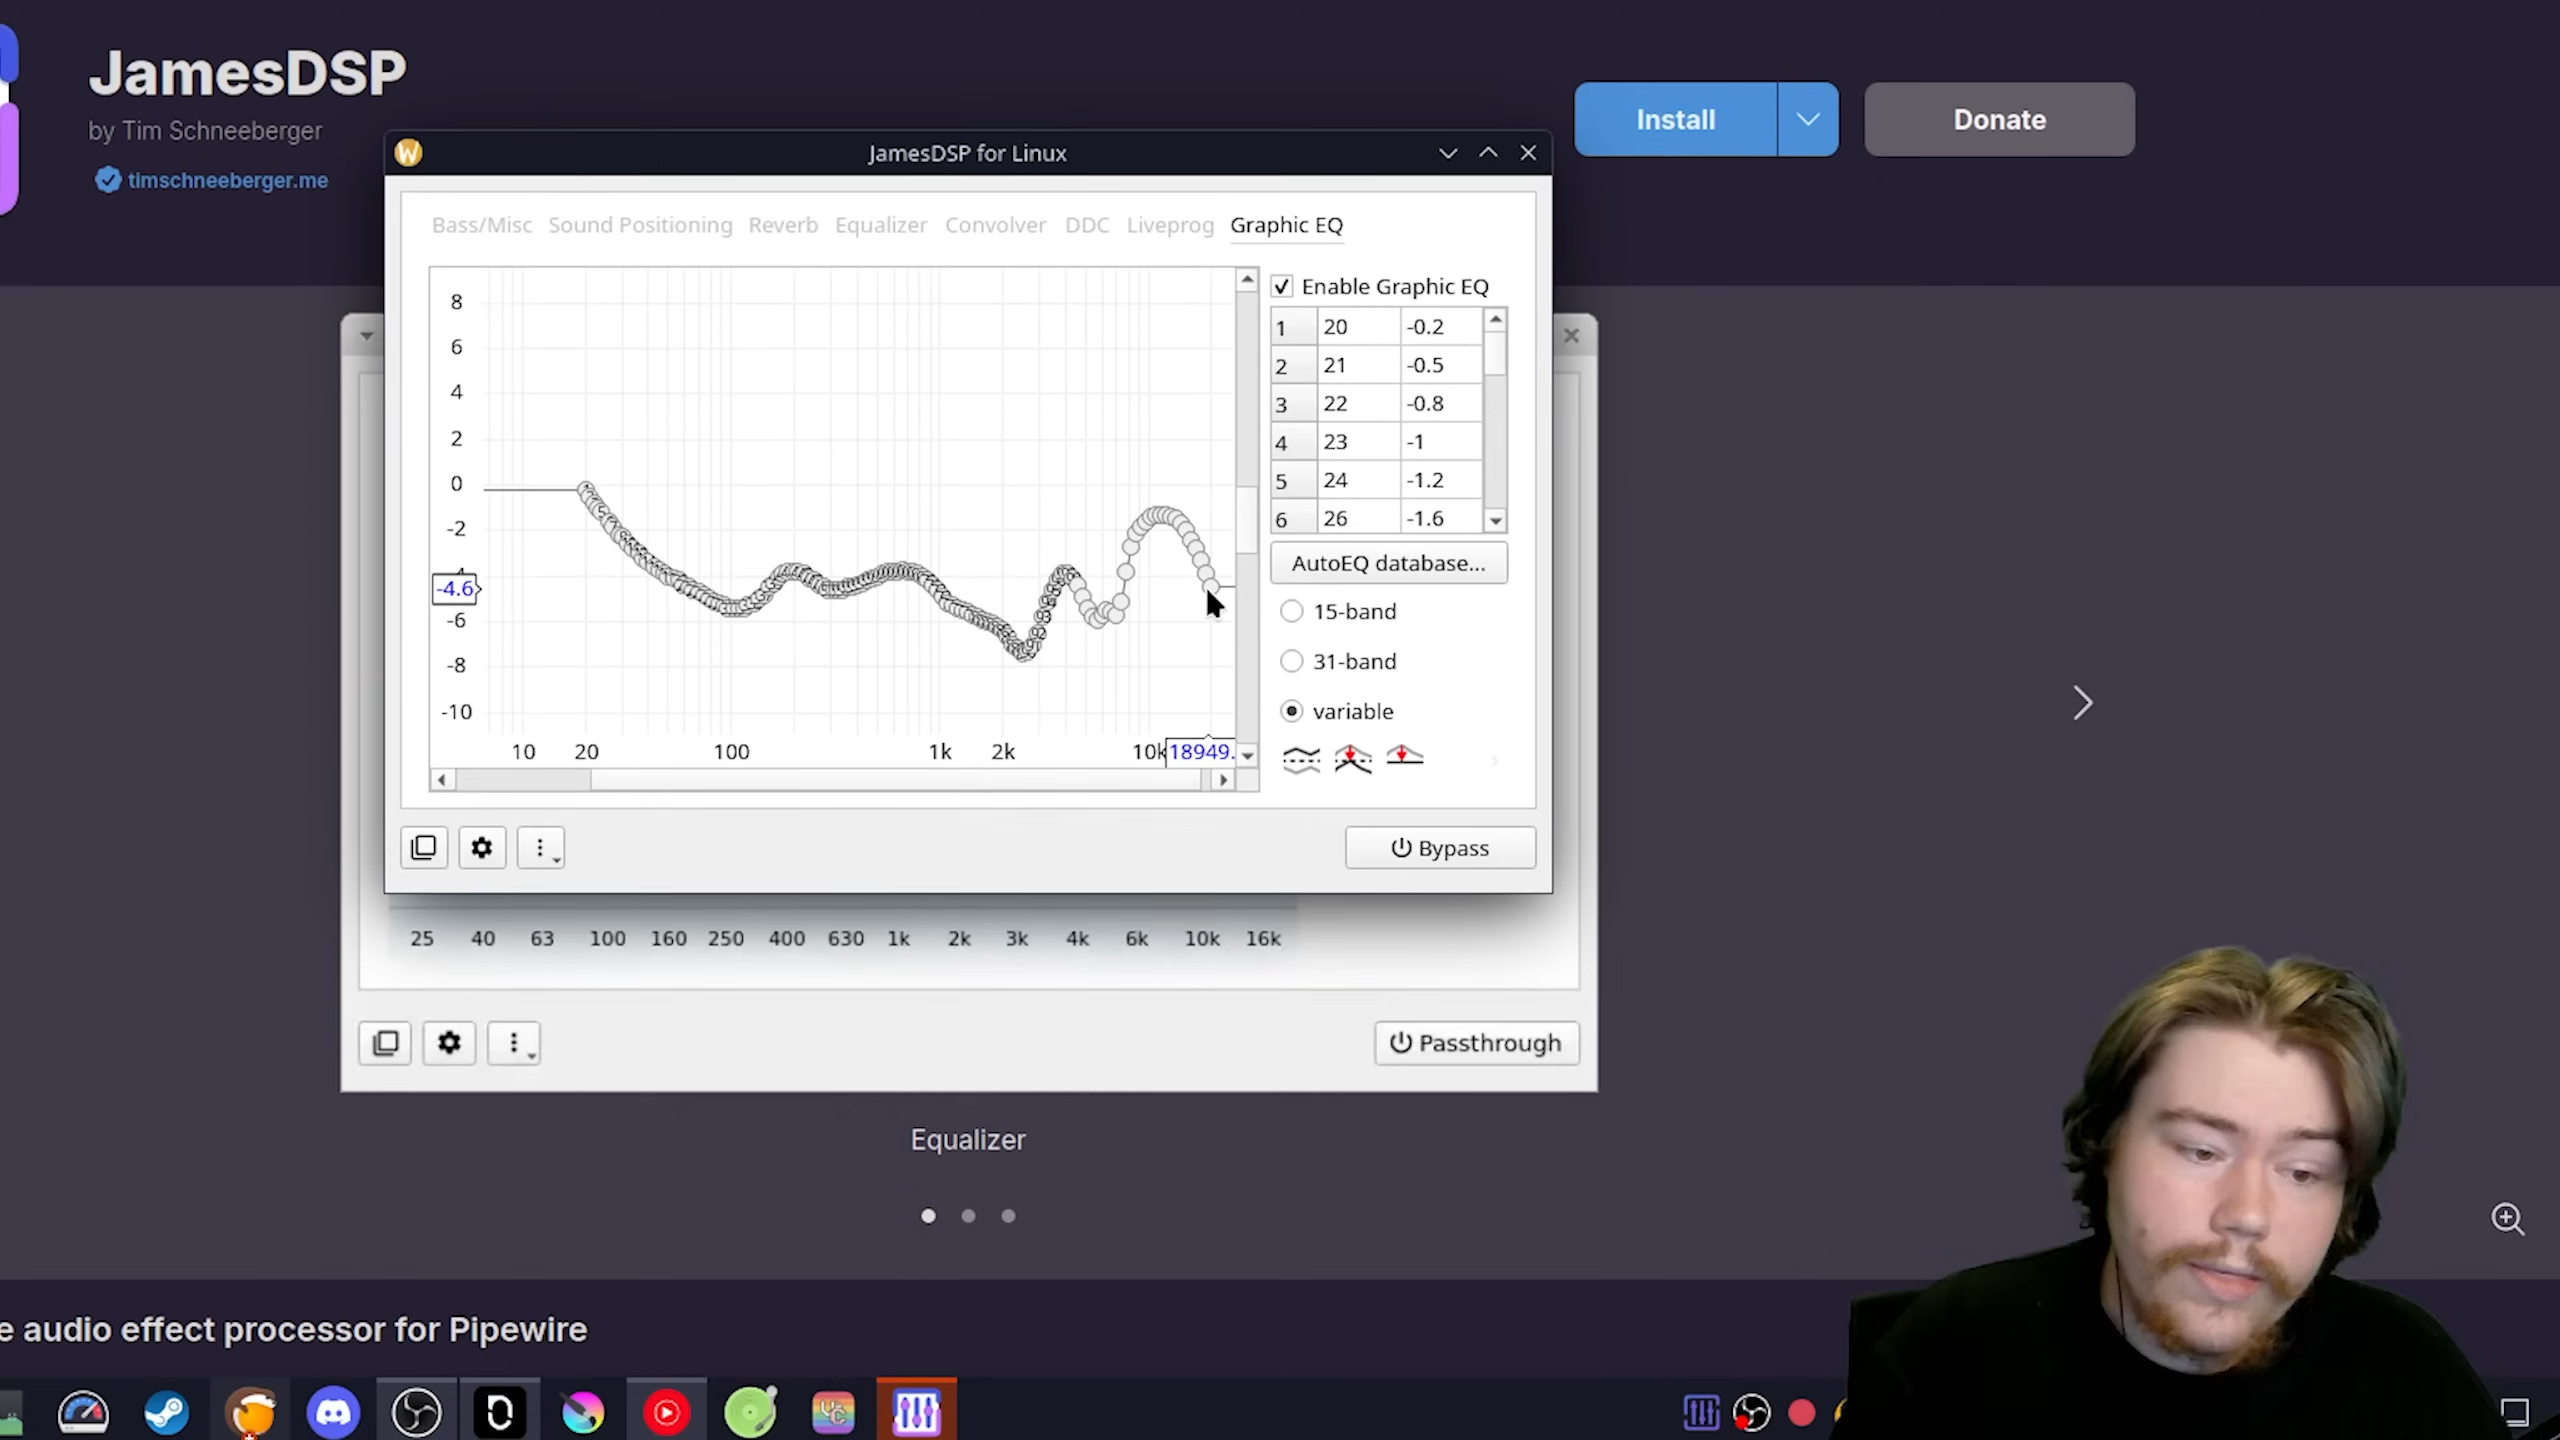 JamesDSP
by Tim Schneeberger
timschneeberger.me
Install
Donate
W
JamesDSP for Linux
Bass/Misc Sound Positioning Reverb Equalizer Convolver DDC Liveprog Graphic EQ
8
6
4
2
0
-2
-4.6
-6
-8
-10
10 20 100 1k 2k 10k 18949.
Enable Graphic EQ
1 20 -0.2
2 21 -0.5
3 22 -0.8
4 23 -1
5 24 -1.2
6 26 -1.6
AutoEQ database...
15-band
31-band
variable
Bypass
25 40 63 100 160 250 400 630 1k 2k 3k 4k 6k 10k 16k
Passthrough
Equalizer
e audio effect processor for Pipewire